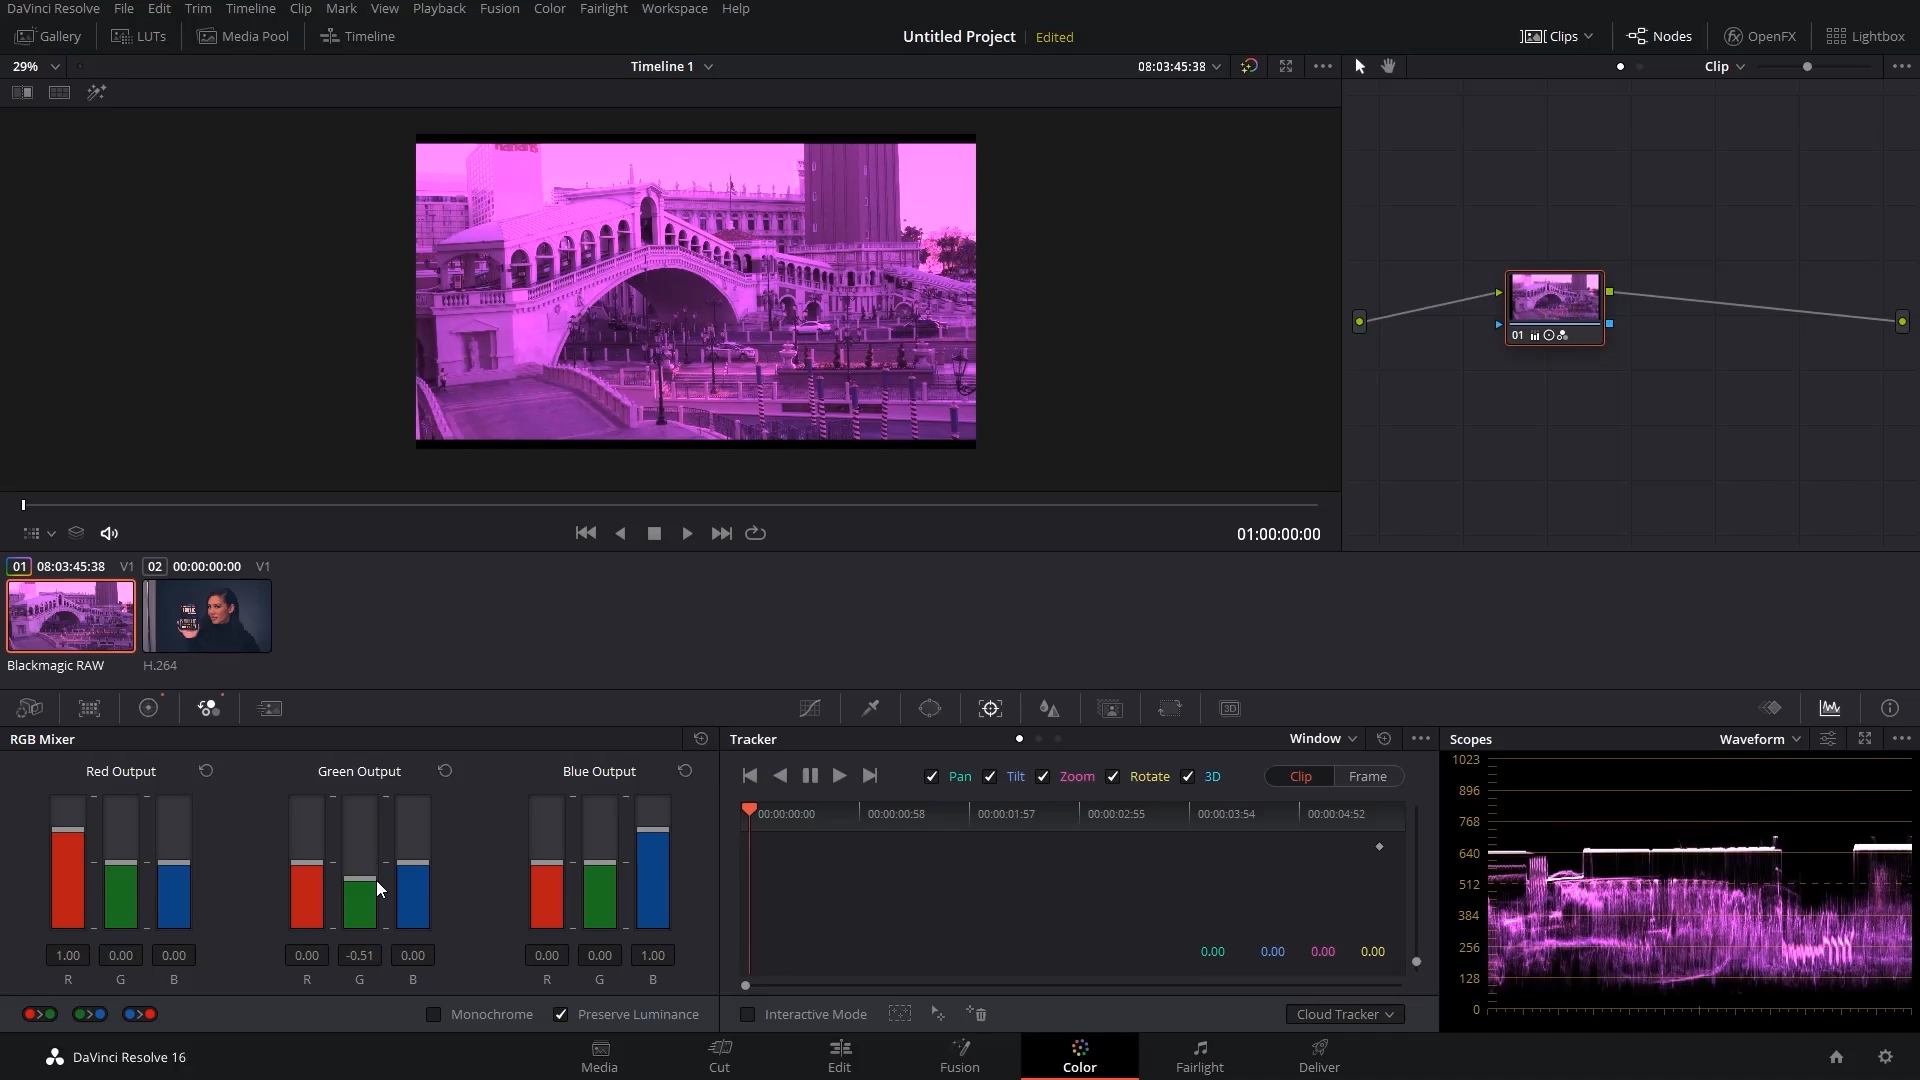 DaVinci Resolve File Edit Trim Timeline Clip Mark View Playback Fusion Color Fairlight Workspace Help
Gallery LUTs Media Pool Timeline Untitled Project Edited Clips Nodes OpenFX Lightbox
29% Timeline 1 08:03:45:38 Clip
01
01:00:00:00
01 08:03:45:38 V1 02 00:00:00:00 V1
Blackmagic RAW H.264
3D
RGB Mixer Tracker Window Scopes Waveform
Red Output Green Output Blue Output Pan Tilt Zoom Rotate 3D Clip Frame
00:00:00:00 00:00:00:58 00:00:01:57 00:00:02:55 00:00:03:54 00:00:04:52
1023
896
768
640
512
384
256
128
0
0.00 0.00 0.00 0.00
1.00 0.00 0.00 0.00 -0.51 0.00 0.00 0.00 1.00
R G B R G B R G B
Monochrome Preserve Luminance Interactive Mode Cloud Tracker
DaVinci Resolve 16 Media Cut Edit Fusion Color Fairlight Deliver